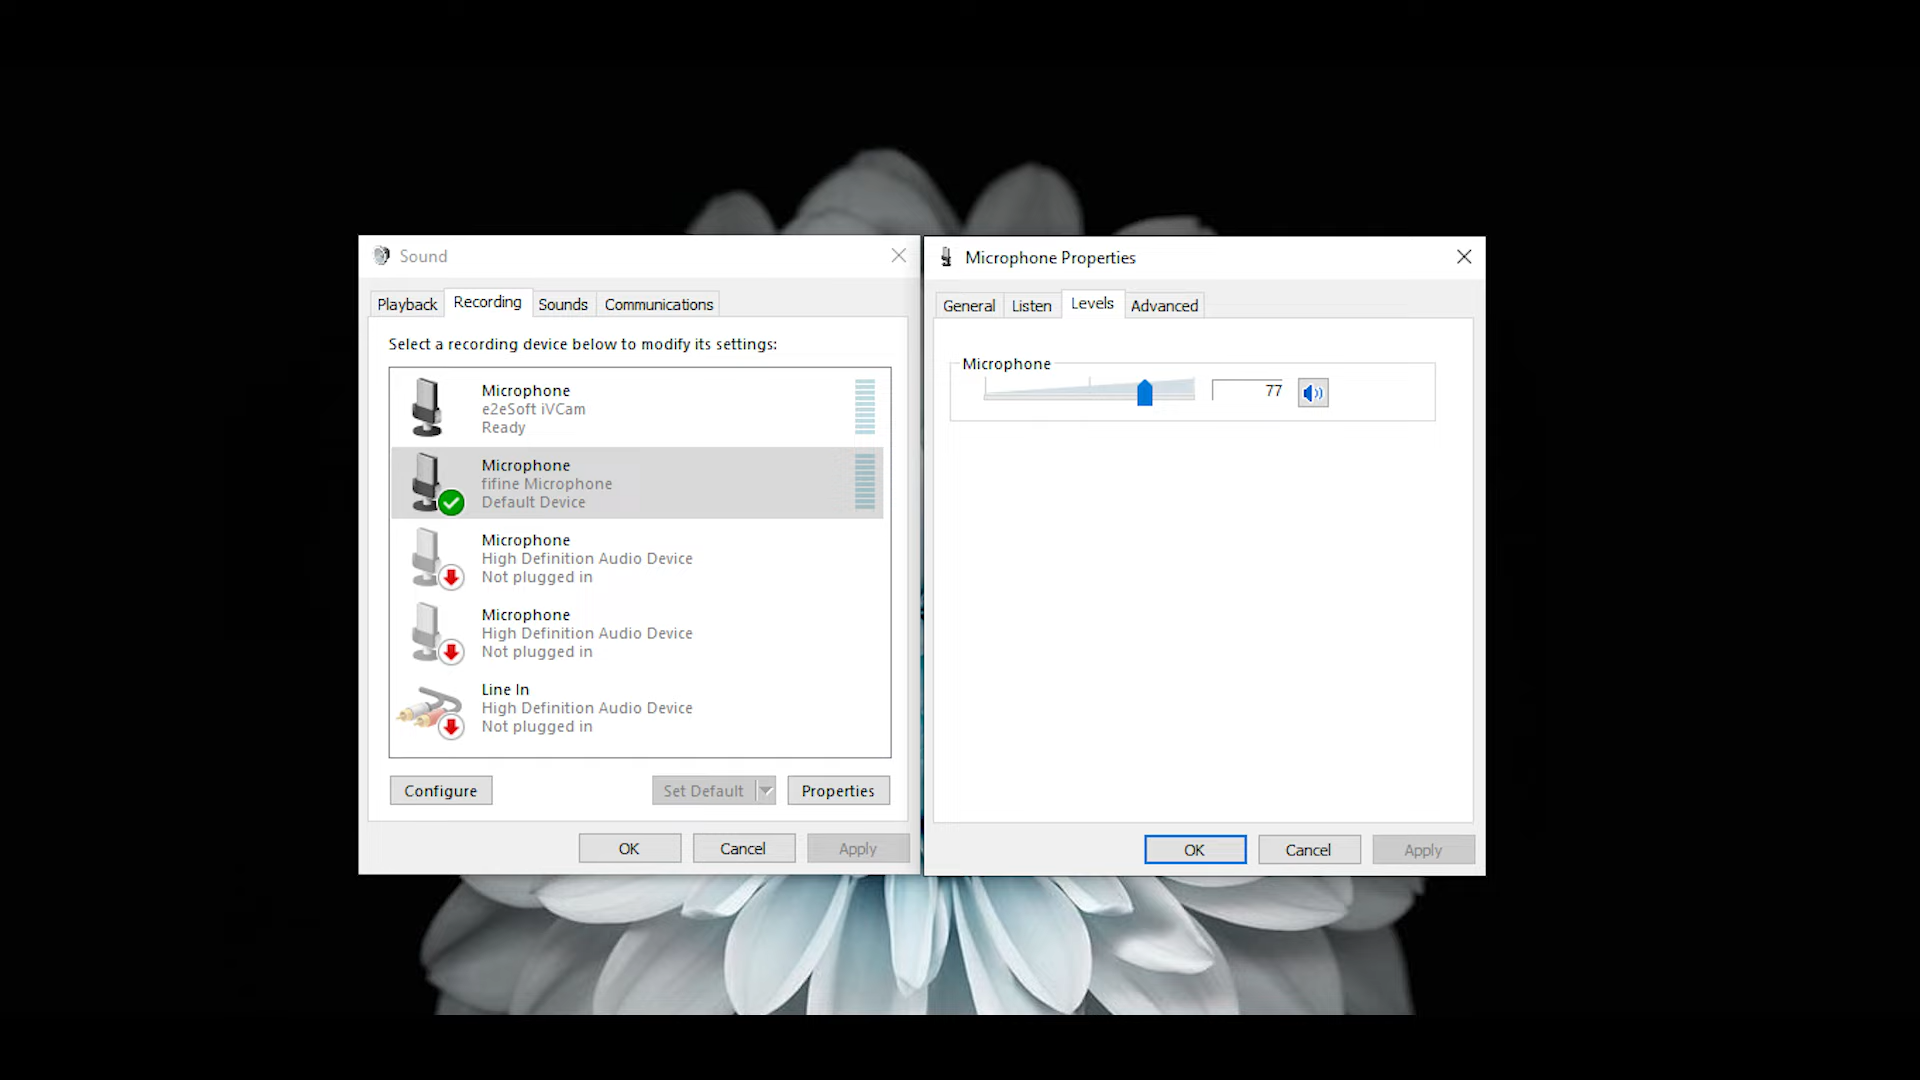 Sound
Playback
Recording
Sounds
Communications
Select a recording device below to modify its settings:
Microphone
e2eSoft iVCam
Ready
Microphone
fifine Microphone
Default Device
Microphone
High Definition Audio Device
Not plugged in
Microphone
High Definition Audio Device
Not plugged in
Line In
High Definition Audio Device
Not plugged in
Configure
Set Default
Properties
OK
Cancel
Apply
Microphone Properties
General
Listen
Levels
Advanced
Microphone
77
OK
Cancel
Apply